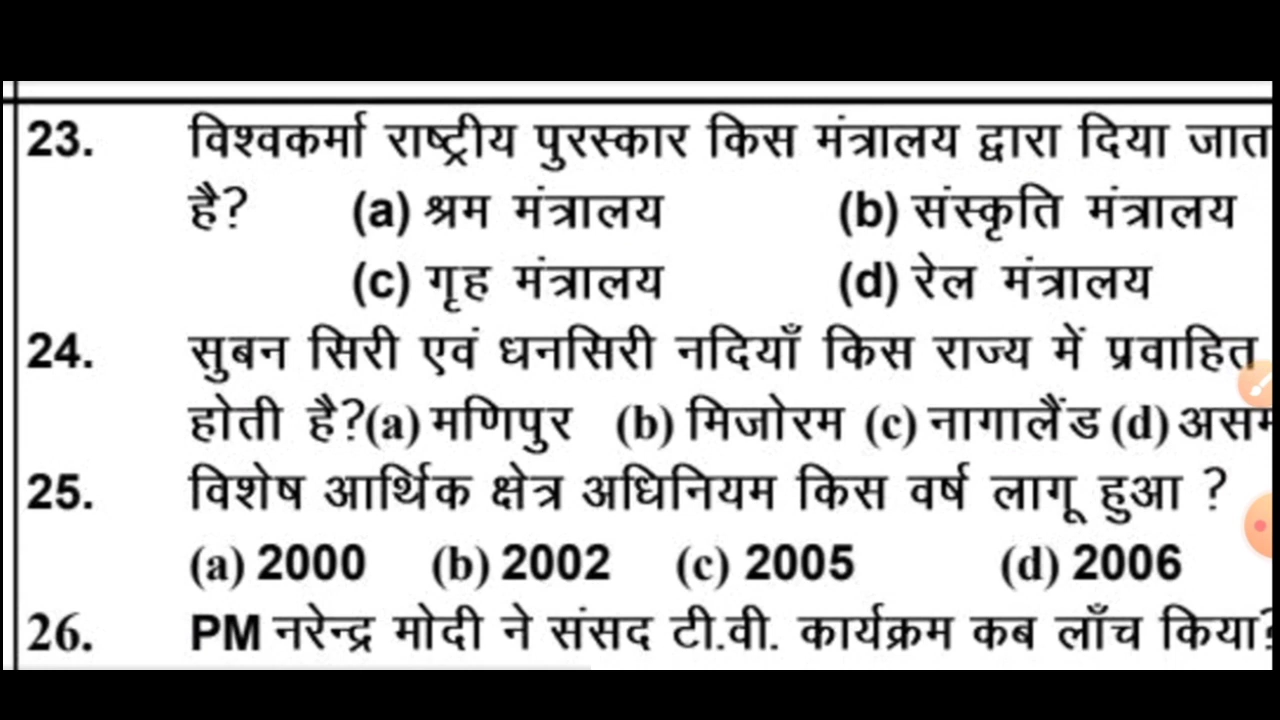 23. विश्वकर्मा राष्ट्रीय पुरस्कार किस मंत्रालय द्वारा दिया जात
है? (a) श्रम मंत्रालय (b) संस्कृति मंत्रालय
(c) गृह मंत्रालय (d) रेल मंत्रालय
24. सुबन सिरी एवं धनसिरी नदियाँ किस राज्य में प्रवाहित
होती है?(a) मणिपुर (b) मिजोरम (c) नागालैंड (d) असम
25. विशेष आर्थिक क्षेत्र अधिनियम किस वर्ष लागू हुआ ?
(a) 2000 (b) 2002 (c) 2005 (d) 2006
26. PM नरेन्द्र मोदी ने संसद टी.वी. कार्यक्रम कब लाँच किया?